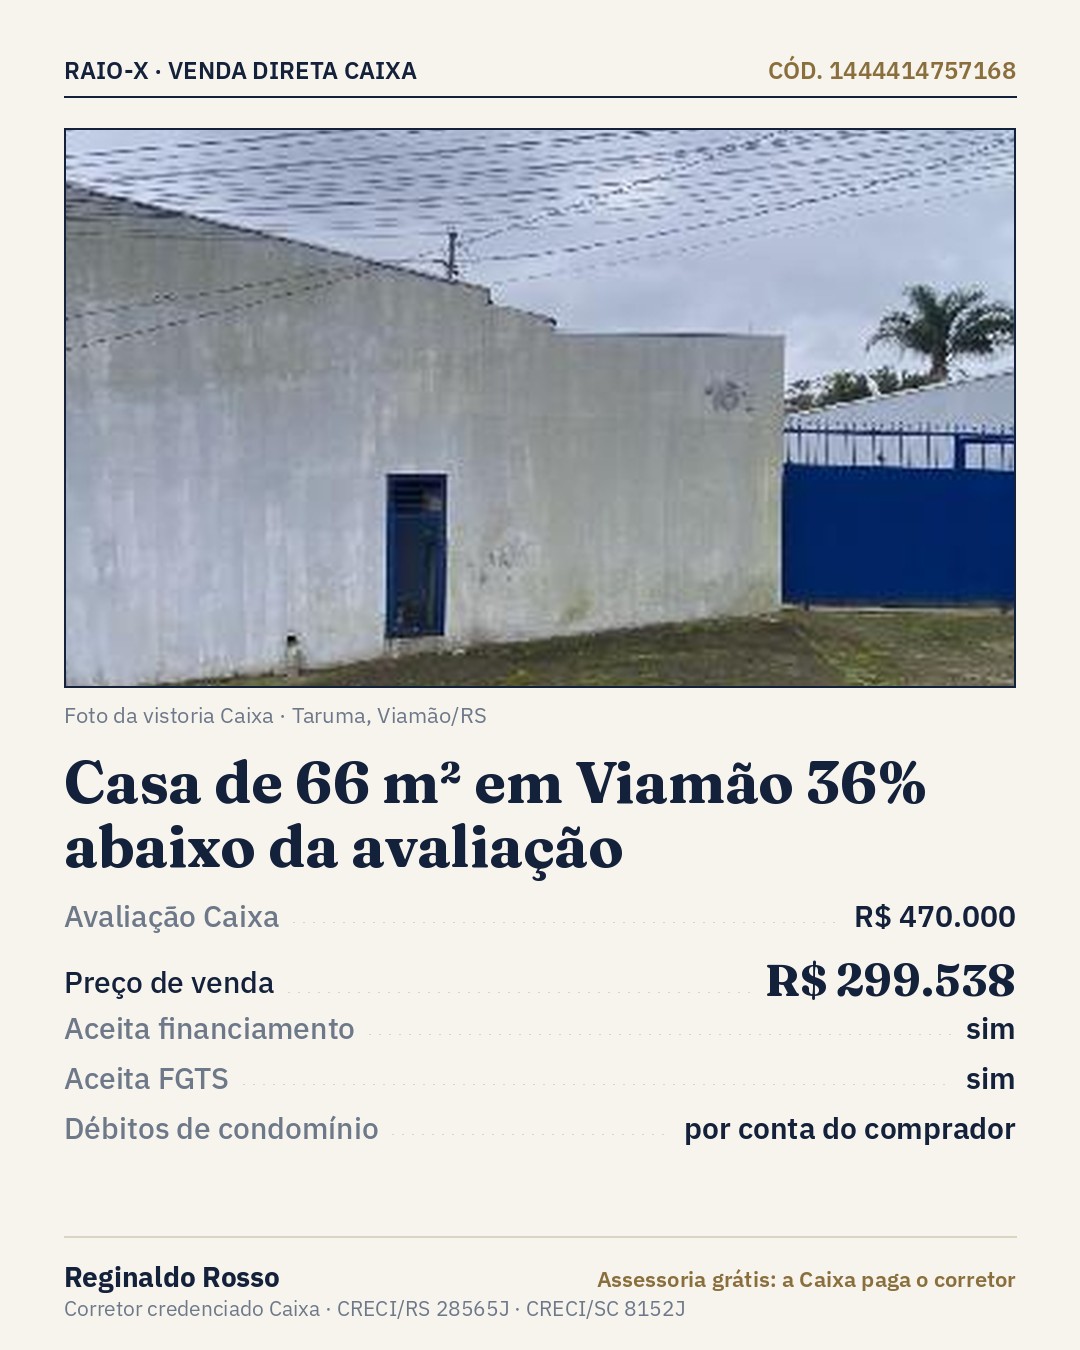 RAIO-X · VENDA DIRETA CAIXA
CÓD. 1444414757168
Foto da vistoria Caixa · Taruma, Viamão/RS
Casa de 66 m² em Viamão 36%
abaixo da avaliação
Avaliação Caixa R$ 470.000
Preço de venda R$ 299.538
Aceita financiamento sim
Aceita FGTS sim
Débitos de condomínio por conta do comprador
Reginaldo Rosso
Assessoria grátis: a Caixa paga o corretor
Corretor credenciado Caixa · CRECI/RS 28565J · CRECI/SC 8152J